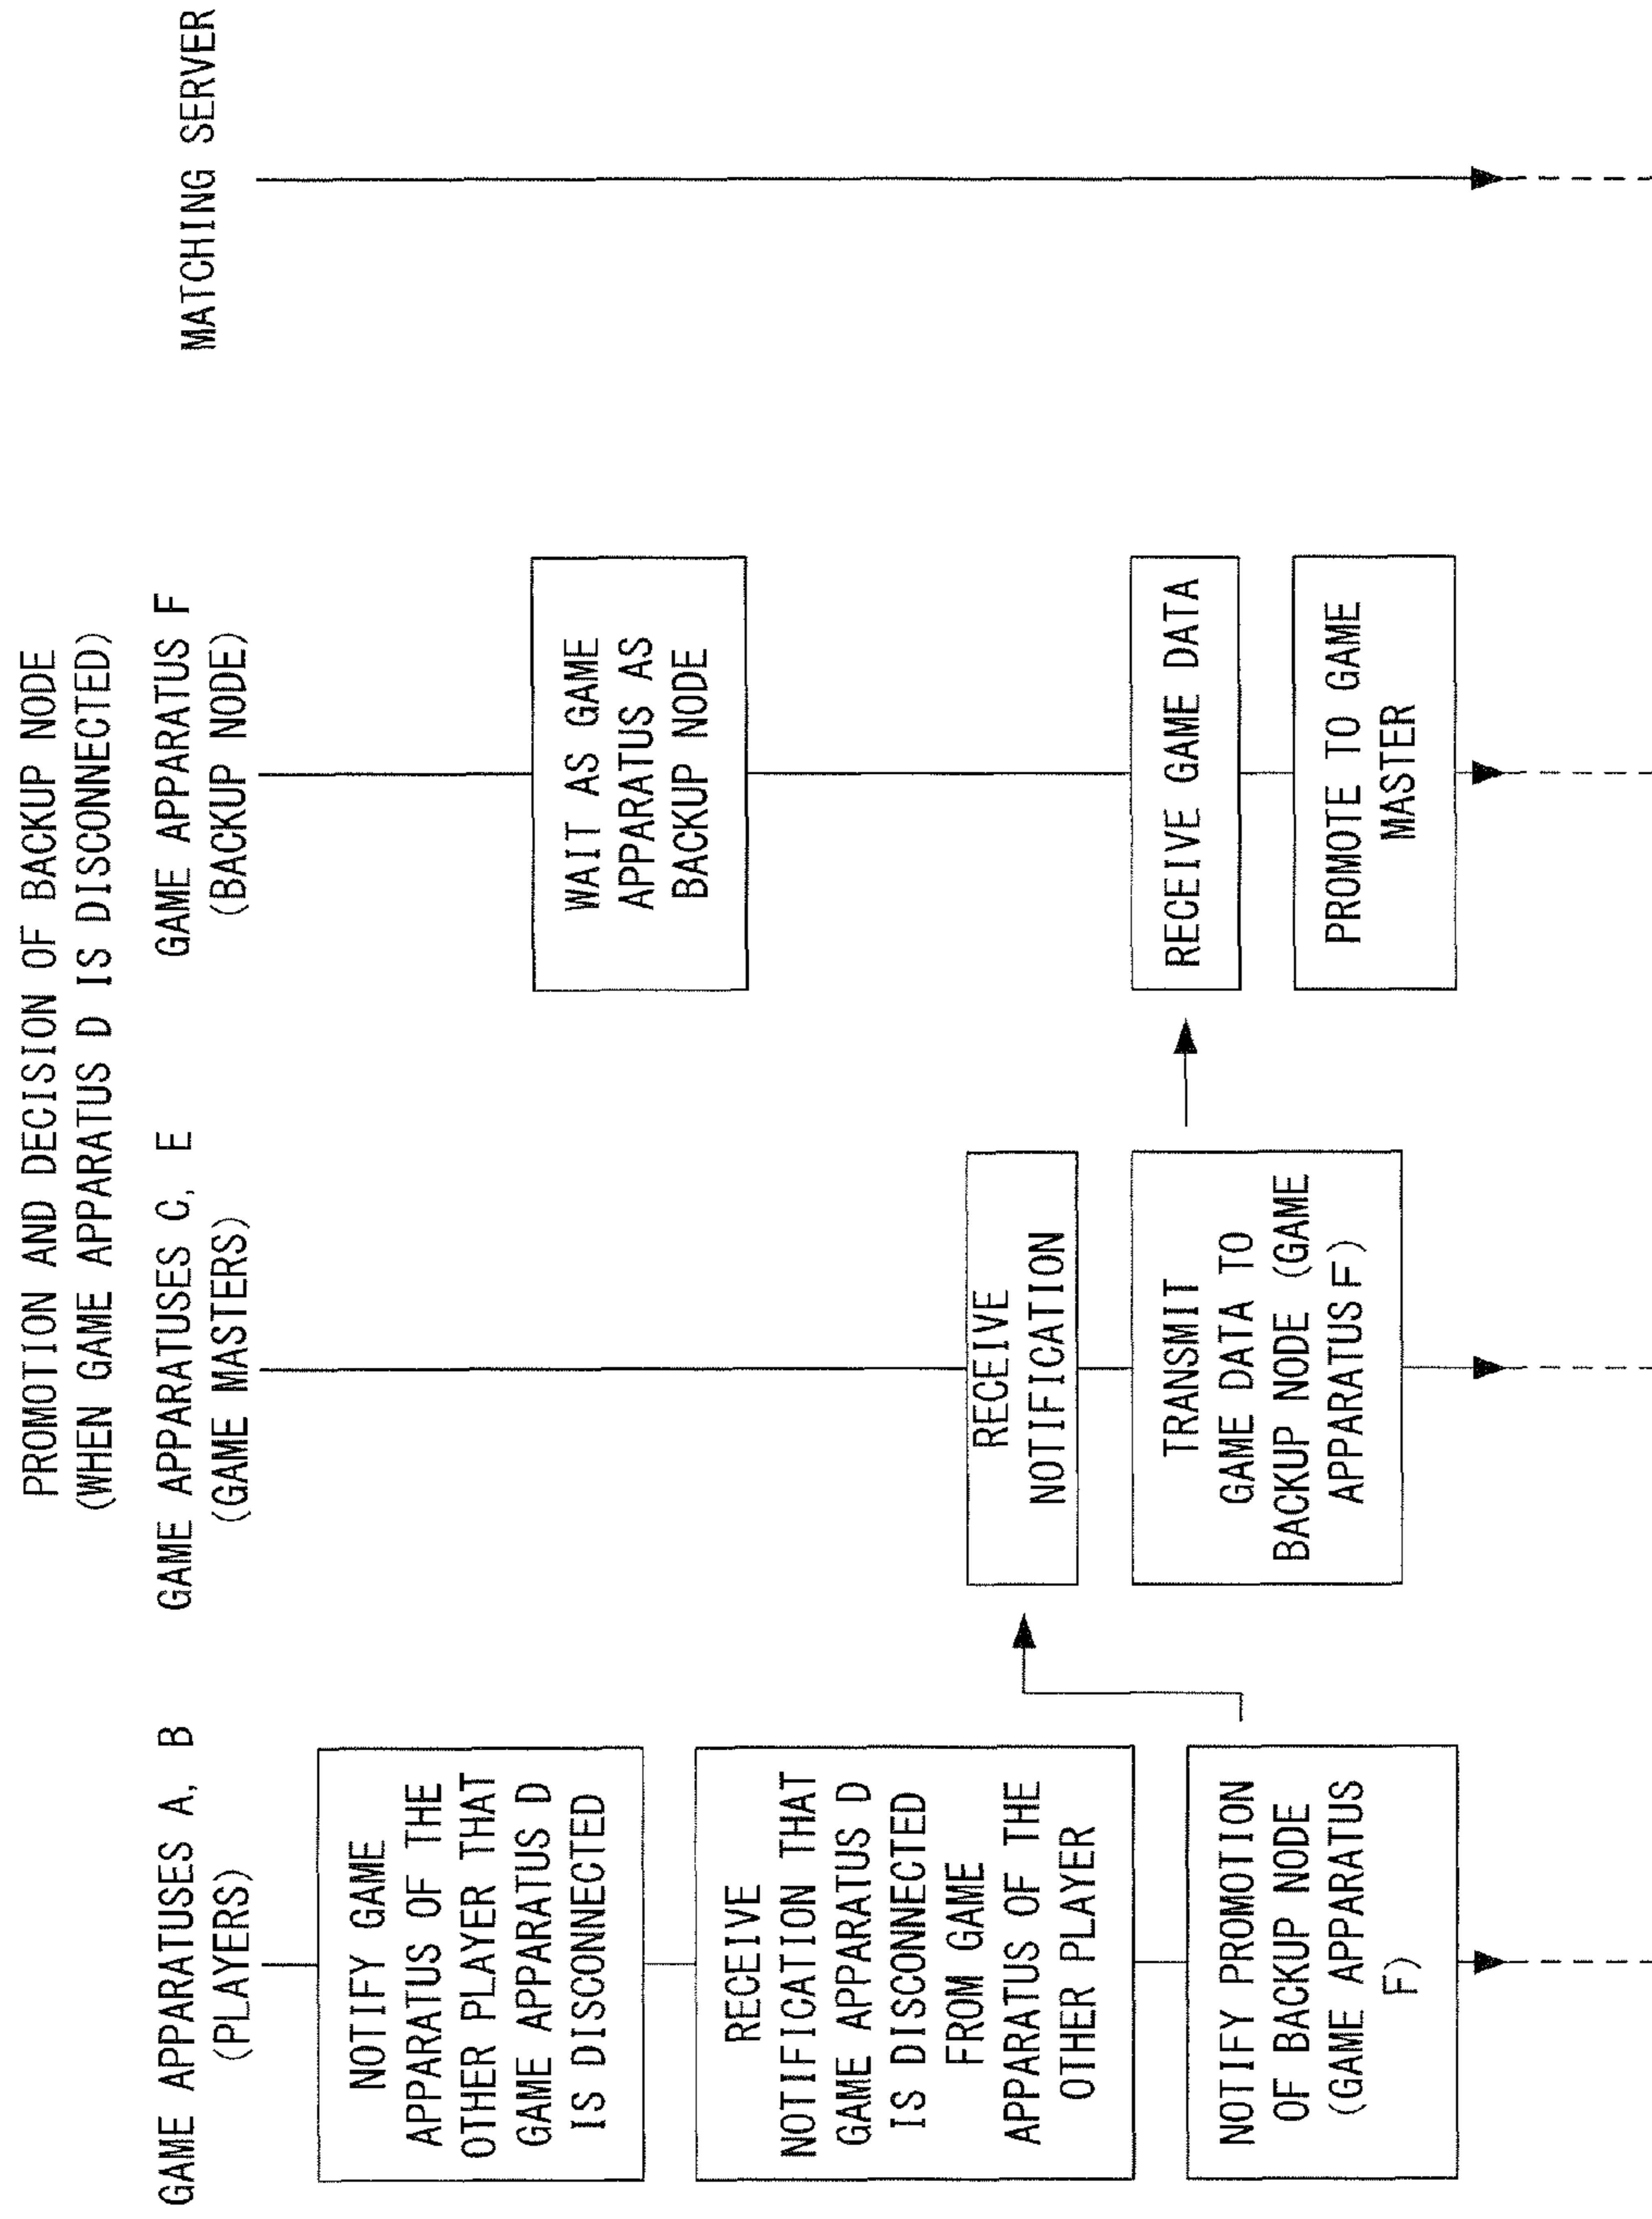 PROMOTION AND DECISION OF BACKUP NODE
(WHEN GAME APPARATUS D IS DISCONNECTED)
GAME APPARATUSES A, B
(PLAYERS)
GAME APPARATUSES C, E
(GAME MASTERS)
GAME APPARATUS F
(BACKUP NODE)
MATCHING SERVER
NOTIFY GAME
APPARATUS OF THE
OTHER PLAYER THAT
GAME APPARATUS D
IS DISCONNECTED
WAIT AS GAME
APPARATUS AS
BACKUP NODE
RECEIVE
NOTIFICATION THAT
GAME APPARATUS D
IS DISCONNECTED
FROM GAME
APPARATUS OF THE
OTHER PLAYER
RECEIVE
NOTIFICATION
NOTIFY PROMOTION
OF BACKUP NODE
(GAME APPARATUS
F)
TRANSMIT
GAME DATA TO
BACKUP NODE (GAME
APPARATUS F)
RECEIVE GAME DATA
PROMOTE TO GAME
MASTER